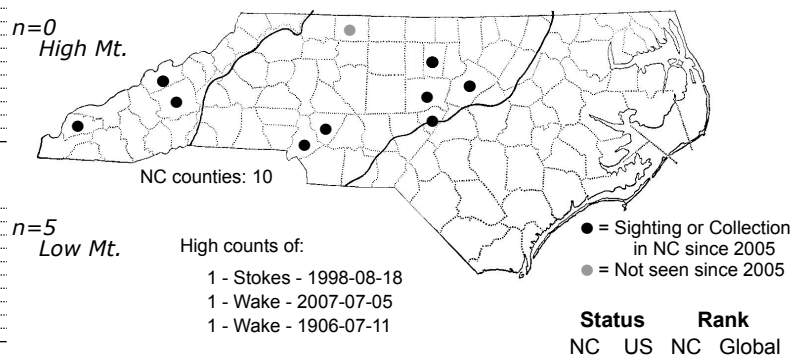 n=0
High Mt.
NC counties: 10
n=5
Low Mt.
High counts of:
1 - Stokes - 1998-08-18
1 - Wake - 2007-07-05
1 - Wake - 1906-07-11
● = Sighting or Collection
in NC since 2005
● = Not seen since 2005
Status Rank
NC US NC Global